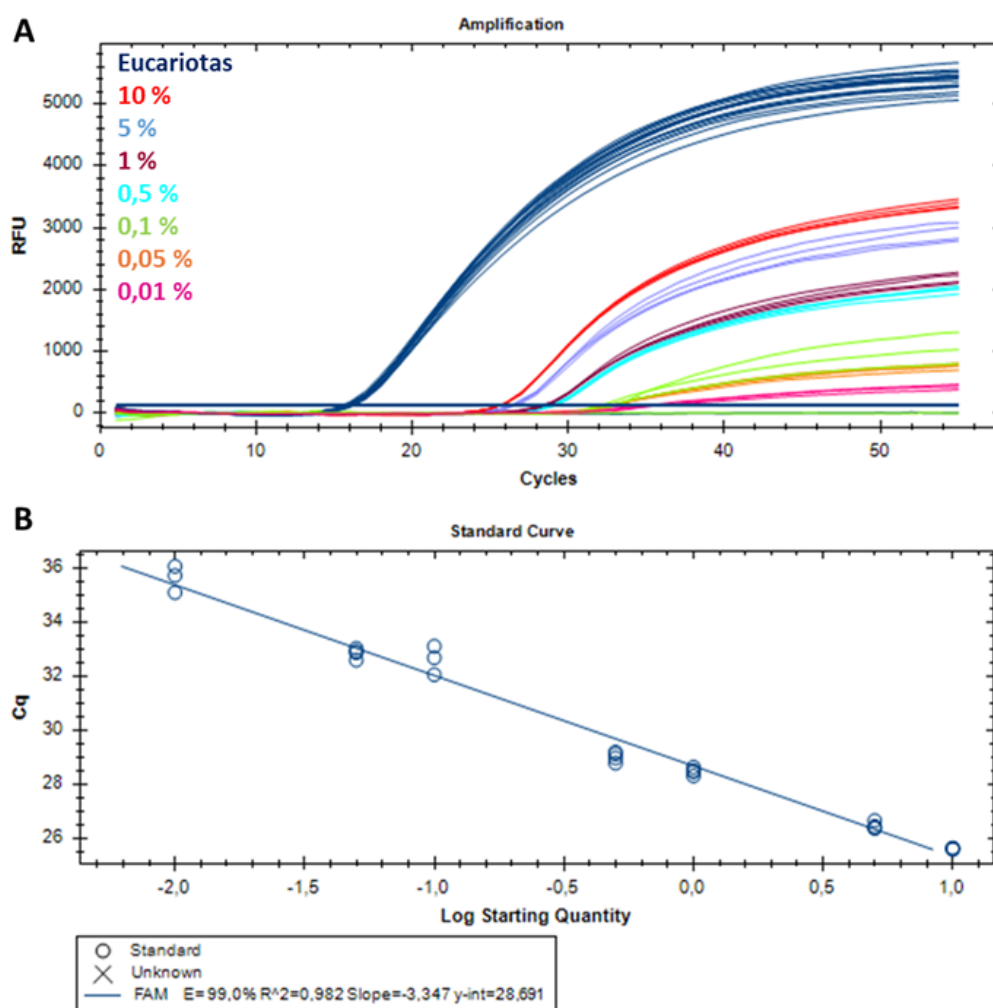 A
Amplification
Eucariotas
10 %
5 %
1 %
0,5 %
0,1 %
0,05 %
0,01 %
RFU
5000
4000
3000
2000
1000
0
0 10 20 30 40 50
Cycles
B
Standard Curve
Cq
36
34
32
30
28
26
-2,0 -1,5 -1,0 -0,5 0,0 0,5 1,0
Log Starting Quantity
Standard
Unknown
FAM E= 99,0% R^2=0,982 Slope=-3,347 y-int=28,691